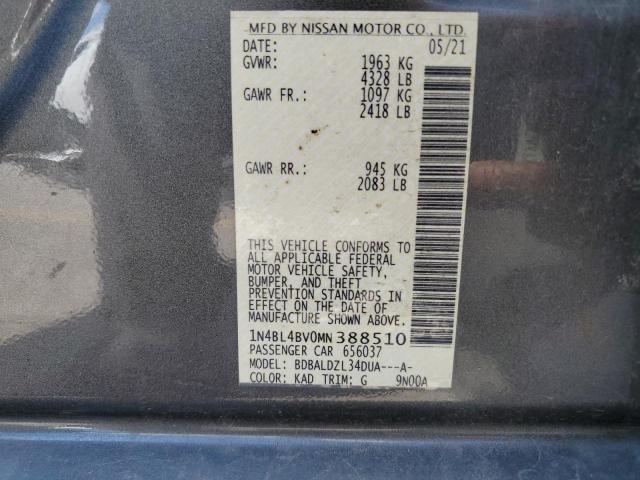 MFD BY NISSAN MOTOR CO., LTD.
DATE: 05/21
GVWR: 1963 KG
4328 LB
GAWR FR.: 1097 KG
2418 LB
GAWR RR.: 945 KG
2083 LB
THIS VEHICLE CONFORMS TO
ALL APPLICABLE FEDERAL
MOTOR VEHICLE SAFETY,
BUMPER, AND THEFT
PREVENTION STANDARDS IN
EFFECT ON THE DATE OF
MANUFACTURE SHOWN ABOVE.
1N4BL4BV0MN388510
PASSENGER CAR 656037
MODEL: BDBALDZL34DUA---A-
COLOR: KAD TRIM: G 9N00A